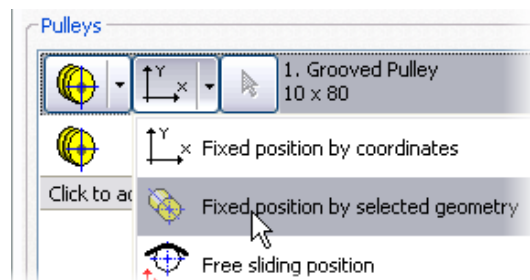 Pulleys
Y
x
1. Grooved Pulley
10 x 80
Y
x
Fixed position by coordinates
Click to a
Fixed position by selected geometry
Free sliding position